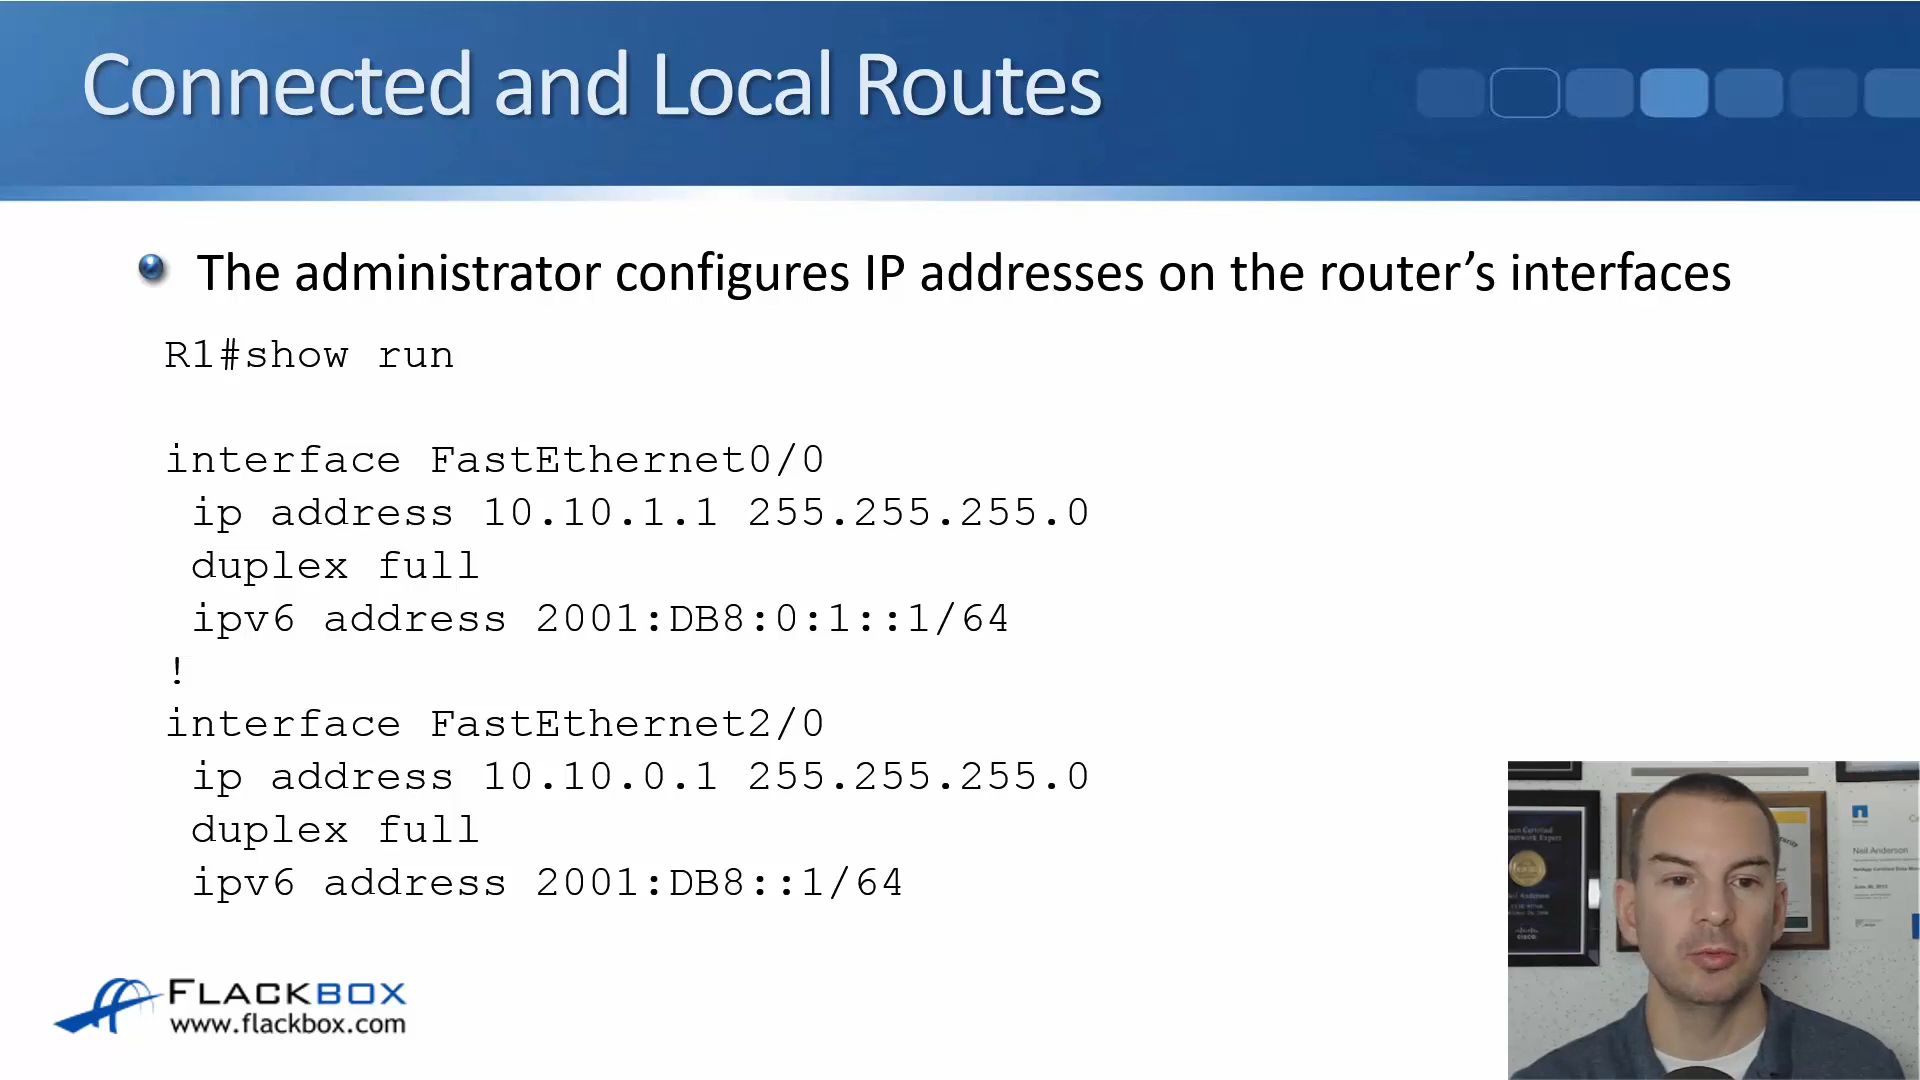 Connected and Local Routes
The administrator configures IP addresses on the router’s interfaces
R1#show run
interface FastEthernet0/0
ip address 10.10.1.1 255.255.255.0
duplex full
ipv6 address 2001:DB8:0:1::1/64
!
interface FastEthernet2/0
ip address 10.10.0.1 255.255.255.0
duplex full
ipv6 address 2001:DB8::1/64
FLACKBOX
www.flackbox.com
Neil Anderson
CISCO